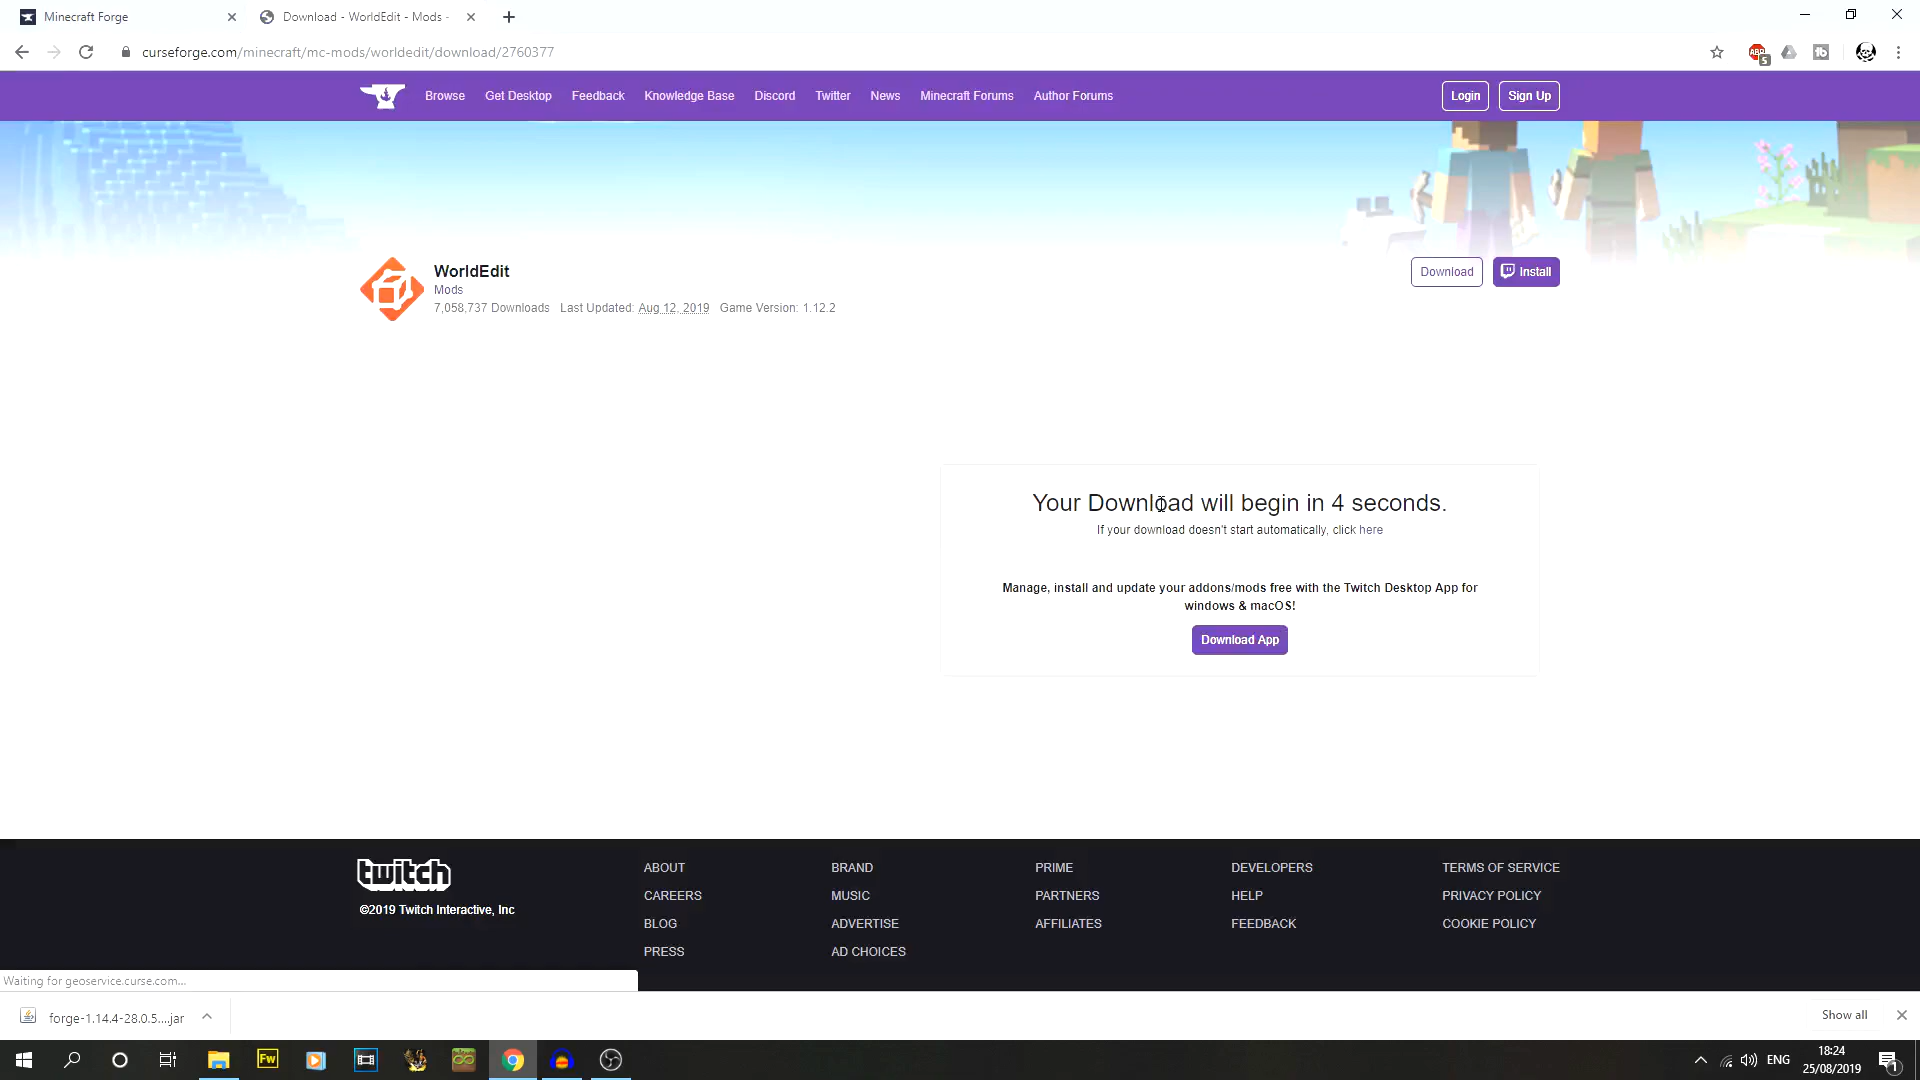 Minecraft Forge
Download - WorldEdit - Mods -
curseforge.com/minecraft/mc-mods/worldedit/download/2760377
ABP
5
Browse
Get Desktop
Feedback
Knowledge Base
Discord
Twitter
News
Minecraft Forums
Author Forums
Login
Sign Up
WorldEdit
Mods
7,058,737 Downloads Last Updated: Aug 12, 2019 Game Version: 1.12.2
Download
Install
Your Download will begin in 4 seconds.
If your download doesn't start automatically, click here
Manage, install and update your addons/mods free with the Twitch Desktop App for
windows & macOS!
Download App
twitch
©2019 Twitch Interactive, Inc
ABOUT
CAREERS
BLOG
PRESS
BRAND
MUSIC
ADVERTISE
AD CHOICES
PRIME
PARTNERS
AFFILIATES
DEVELOPERS
HELP
FEEDBACK
TERMS OF SERVICE
PRIVACY POLICY
COOKIE POLICY
Waiting for geoservice.curse.com...
forge-1.14.4-28.0.5....jar
Show all
Fw
ENG
18:24
25/08/2019
1